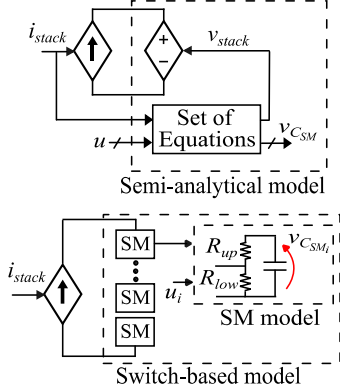 i_stack
+
−
v_stack
Set of
Equations
u
v_C_SM
Semi-analytical model
SM
R_up
v_C_SM_i
i_stack
u_i
R_low
SM
SM
SM model
Switch-based model